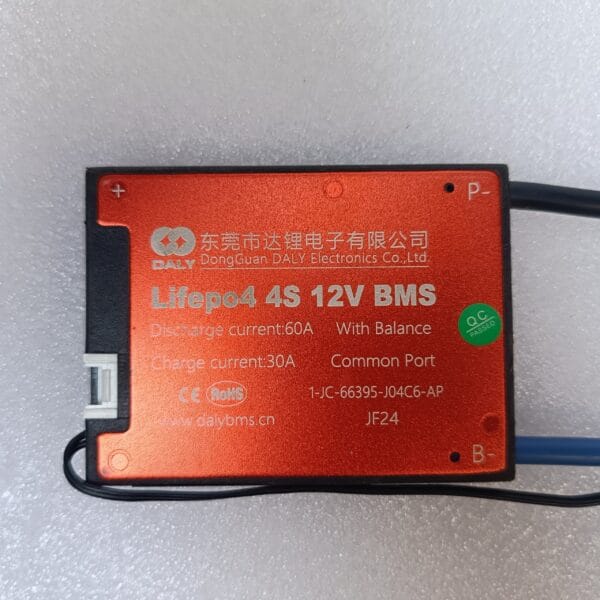 +
P-
东莞市达锂电子有限公司
DALY
DongGuan DALY Electronics Co.,Ltd.
Lifepo4 4S 12V BMS
QC
PASSED
Discharge current:60A With Balance
Charge current:30A Common Port
CE RoHS 1-JC-66395-J04C6-AP
www.dalybms.cn JF24
B-